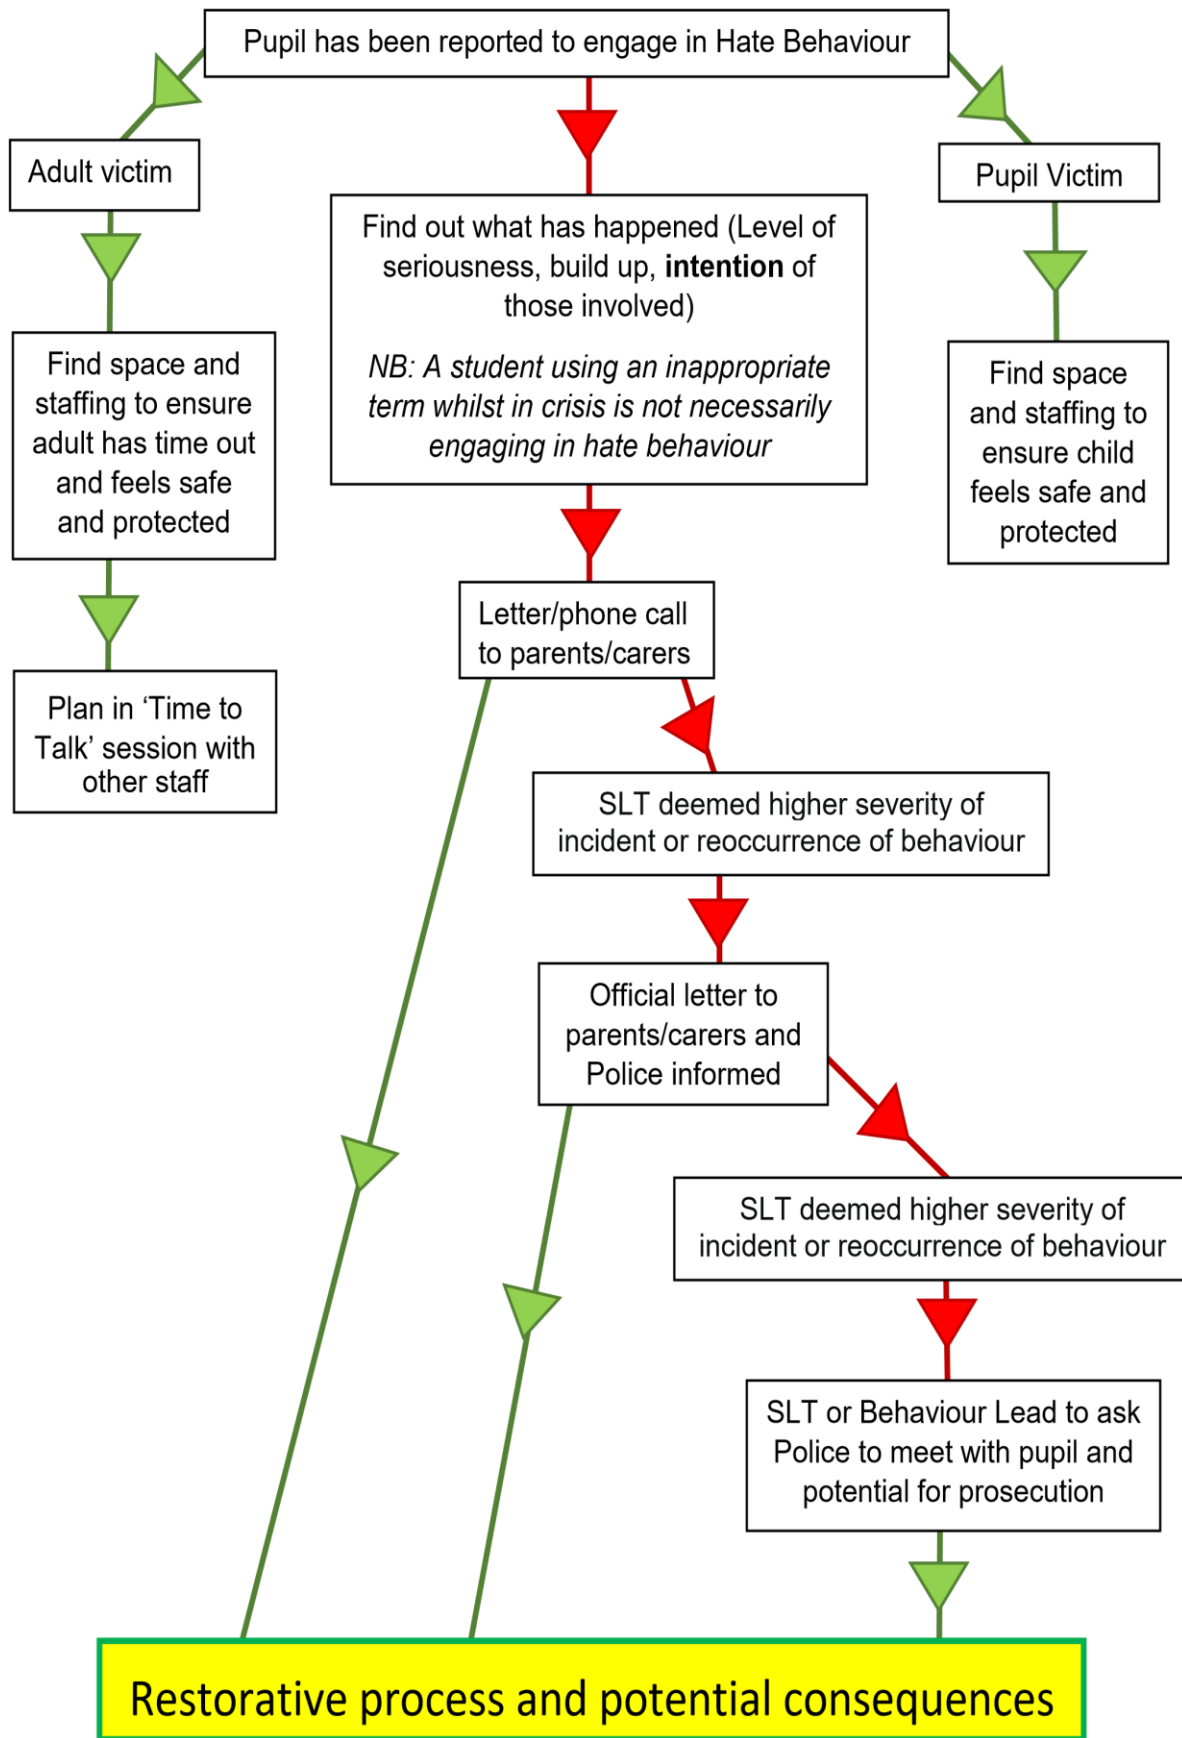 Pupil has been reported to engage in Hate Behaviour
Adult victim
Pupil Victim
Find out what has happened (Level of
seriousness, build up, intention of
those involved)
NB: A student using an inappropriate
term whilst in crisis is not necessarily
engaging in hate behaviour
Find space and
staffing to ensure
adult has time out
and feels safe
and protected
Find space
and staffing to
ensure child
feels safe and
protected
Letter/phone call
to parents/carers
Plan in ‘Time to
Talk’ session with
other staff
SLT deemed higher severity of
incident or reoccurrence of behaviour
Official letter to
parents/carers and
Police informed
SLT deemed higher severity of
incident or reoccurrence of behaviour
SLT or Behaviour Lead to ask
Police to meet with pupil and
potential for prosecution
Restorative process and potential consequences